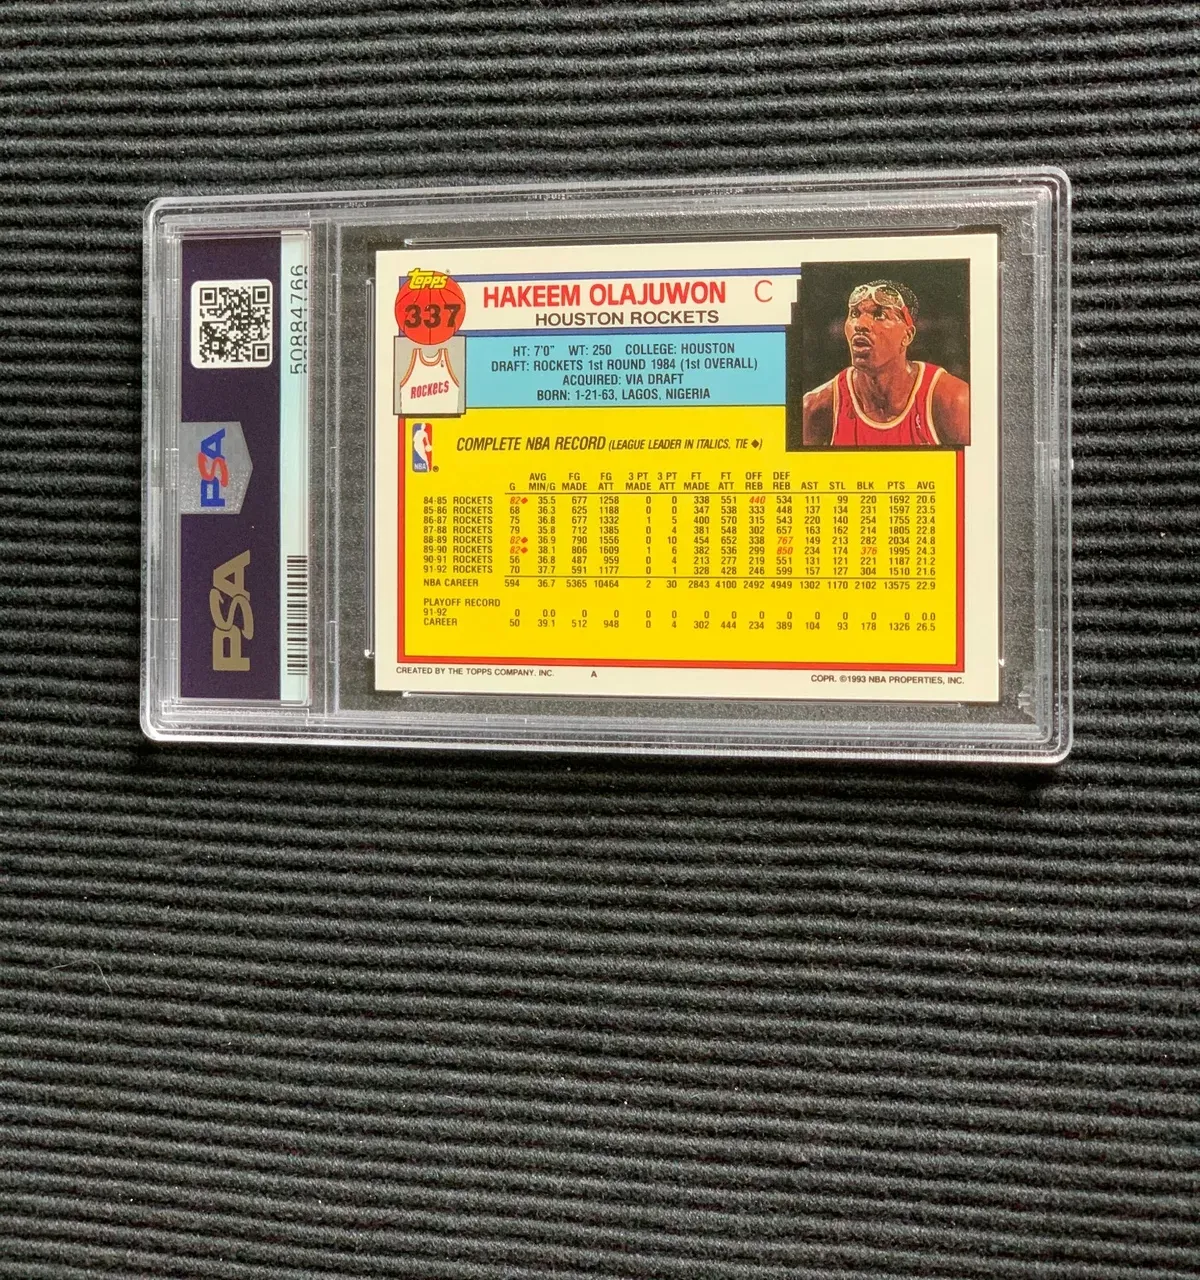 50884766
PSA
PSA
Topps
337
HAKEEM OLAJUWON C
HOUSTON ROCKETS
ROCKETS
HT: 7'0" WT: 250 COLLEGE: HOUSTON
DRAFT: ROCKETS 1st ROUND 1984 (1st OVERALL)
ACQUIRED: VIA DRAFT
BORN: 1-21-63, LAGOS, NIGERIA
NBA
COMPLETE NBA RECORD (LEAGUE LEADER IN ITALICS. TIE ◆)
AVG FG FG 3 PT 3 PT FT FT OFF DEF
G MIN/G MADE ATT MADE ATT MADE ATT REB REB AST STL BLK PTS AVG
84-85 ROCKETS 82◆ 35.5 677 1258 0 0 338 551 440 534 111 99 220 1692 20.6
85-86 ROCKETS 68 36.3 625 1188 0 0 347 538 333 448 137 134 231 1597 23.5
86-87 ROCKETS 75 36.8 677 1332 1 5 400 570 315 543 220 140 254 1755 23.4
87-88 ROCKETS 79 35.8 712 1385 0 4 381 548 302 657 163 162 214 1805 22.8
88-89 ROCKETS 82◆ 36.9 790 1556 0 10 454 652 338 767 149 213 282 2034 24.8
89-90 ROCKETS 82◆ 38.1 806 1609 1 6 382 536 299 850 234 174 376 1995 24.3
90-91 ROCKETS 56 36.8 487 959 0 4 213 277 219 551 131 121 221 1187 21.2
91-92 ROCKETS 70 37.7 591 1177 0 1 328 428 246 599 157 127 304 1510 21.6
NBA CAREER 594 36.7 5365 10464 2 30 2843 4100 2492 4949 1302 1170 2102 13575 22.9
PLAYOFF RECORD
91-92 0 0.0 0 0 0 0 0 0 0 0 0 0 0 0 0.0
CAREER 50 39.1 512 948 0 4 302 444 234 389 104 93 178 1326 26.5
CREATED BY THE TOPPS COMPANY, INC. A COPR. ©1993 NBA PROPERTIES, INC.